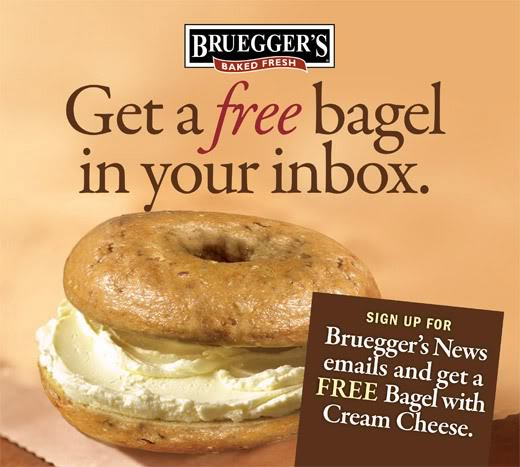 BRUEGGER'S
BAKED FRESH
Get a free bagel
in your inbox.
SIGN UP FOR
Bruegger's News
emails and get a
FREE Bagel with
Cream Cheese.